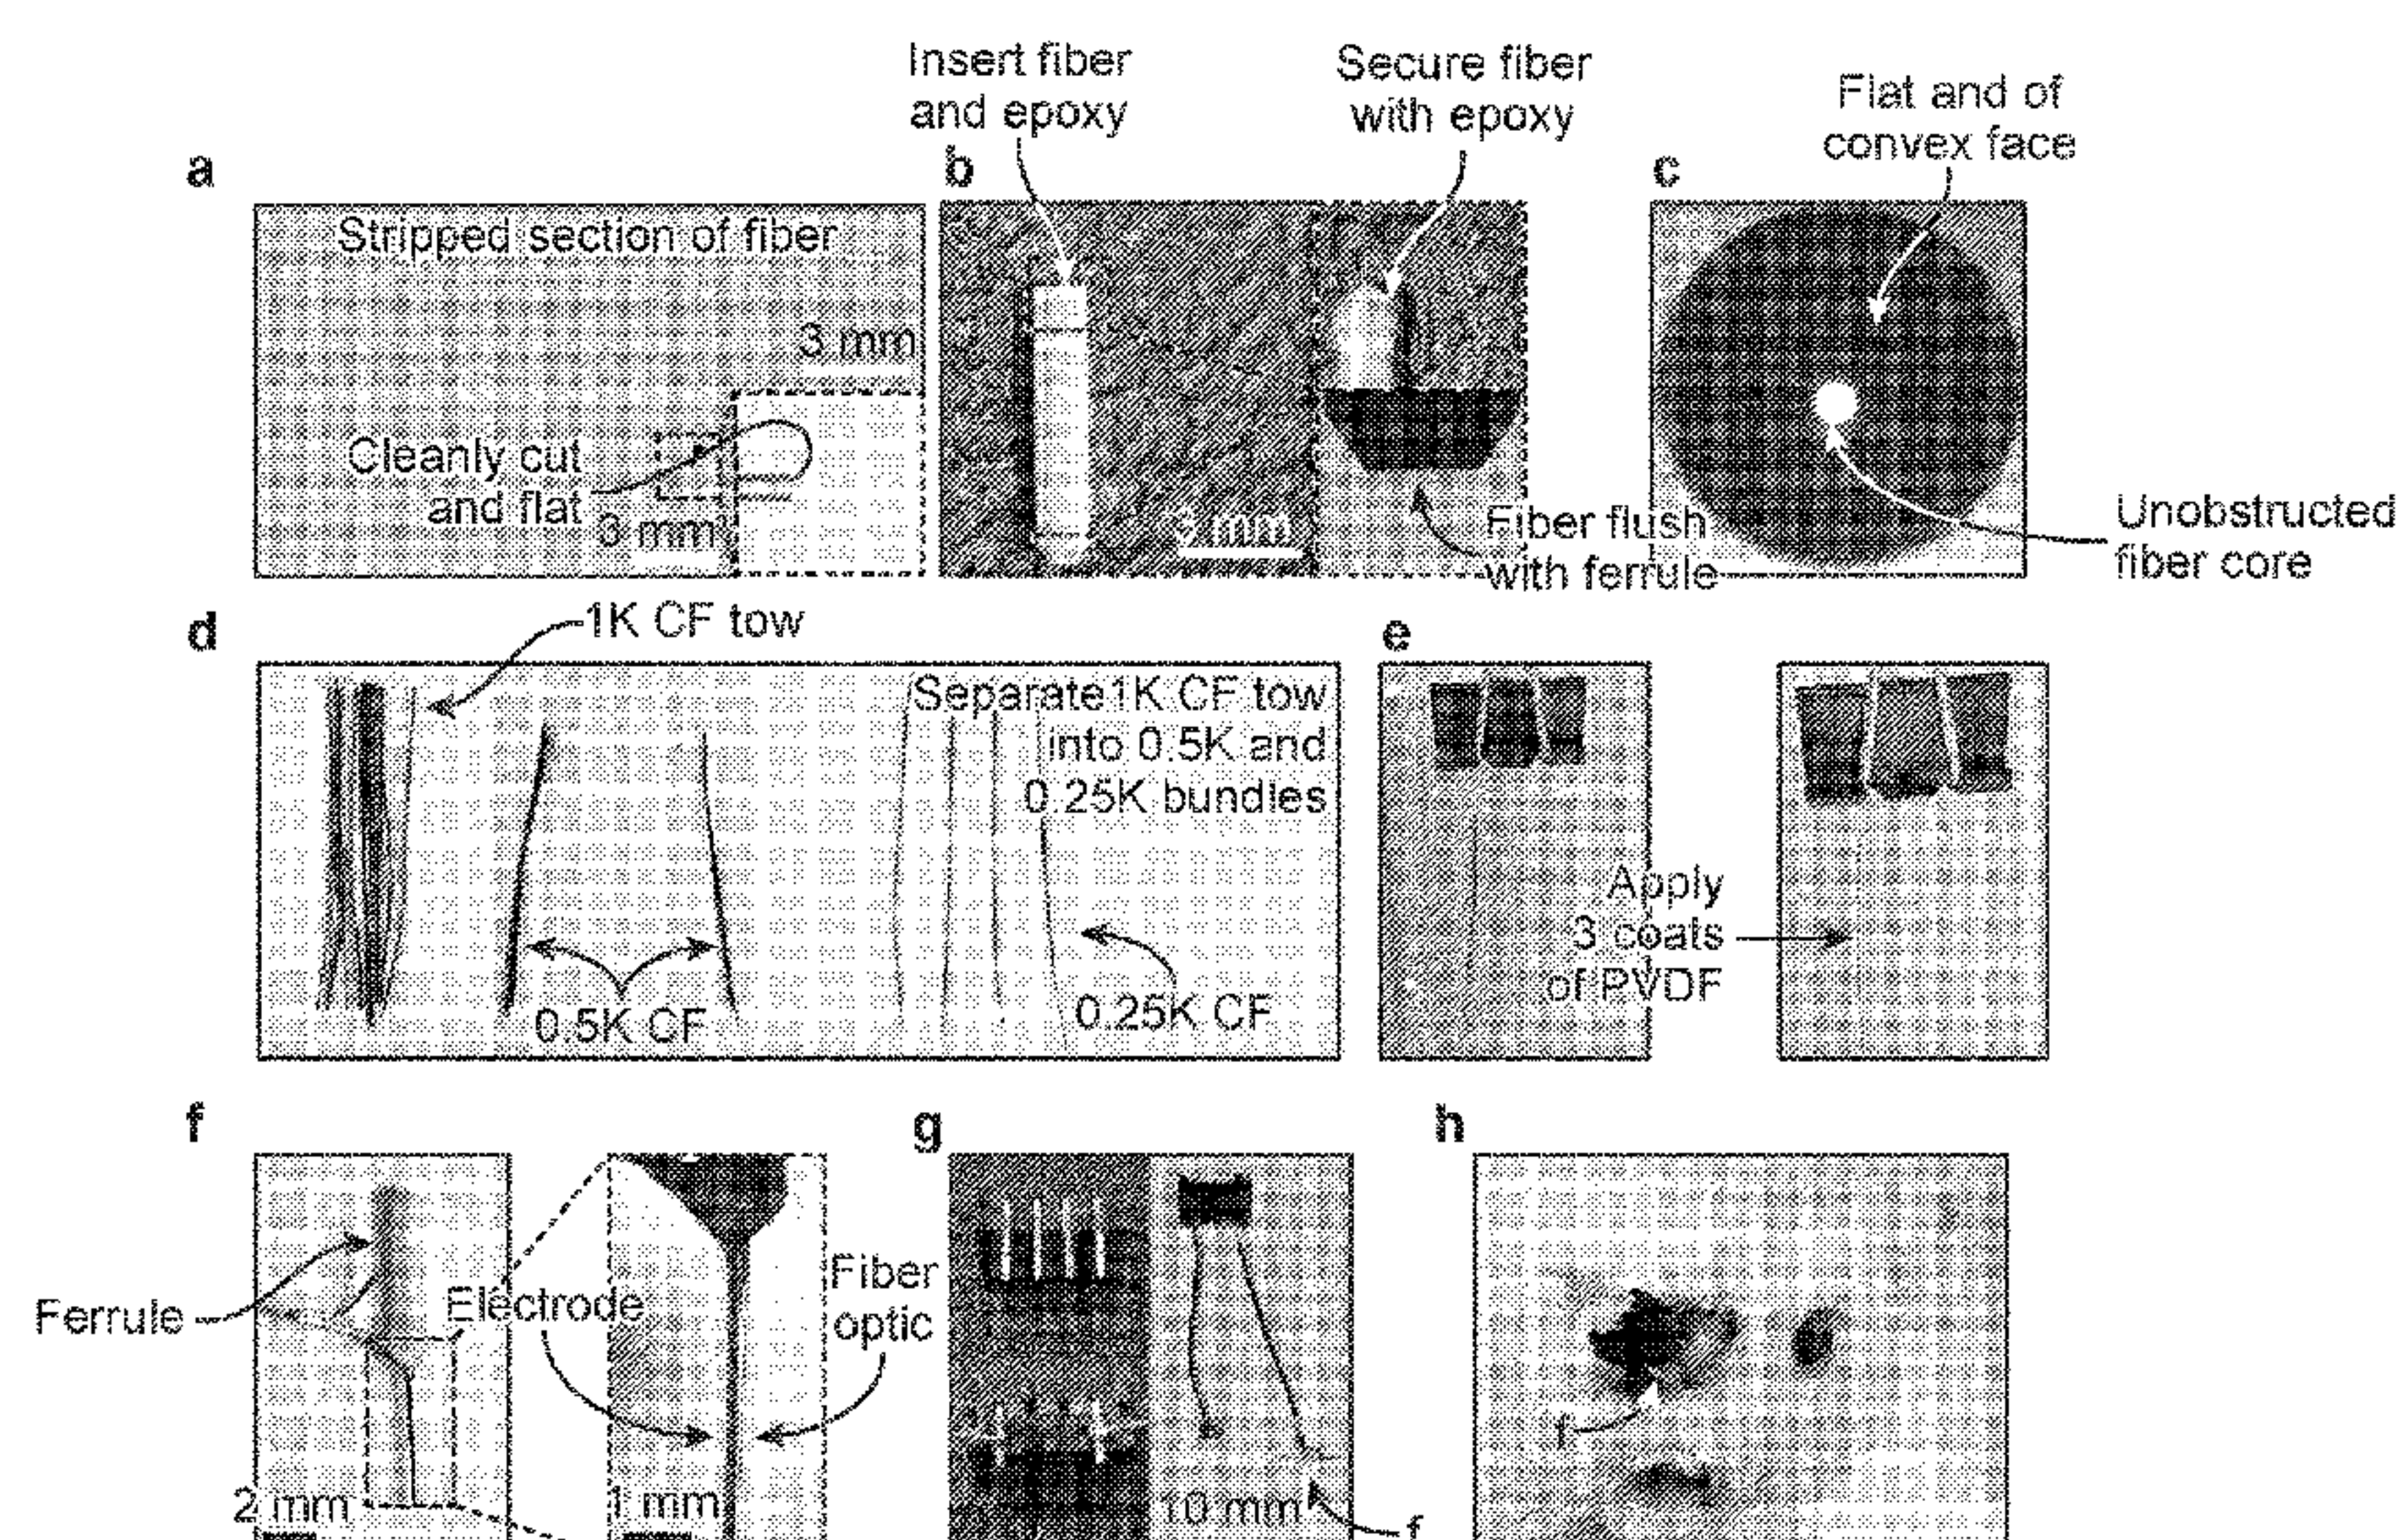 Insert fiber
and epoxy
Secure fiber
with epoxy
Flat and of
convex face
a
b
c
Stripped section of fiber
3 mm
Cleanly cut
and flat
3 mm
3 mm
Fiber flush
with ferrule
Unobstructed
fiber core
d
1K CF tow
e
Separate1K CF tow
into 0.5K and
0.25K bundles
0.5K CF
0.25K CF
Apply
3 coats
of PVDF
f
g
h
Ferrule
Electrode
Fiber
optic
2 mm
1 mm
10 mm
f
f